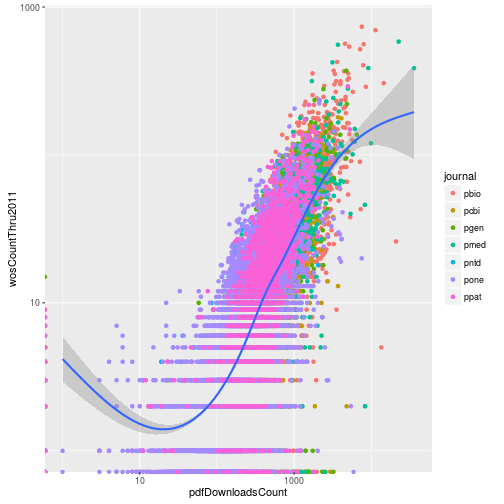 1000
10
wosCountThru2011
10
1000
pdfDownloadsCount
journal
pbio
pcbi
pgen
pmed
pntd
pone
ppat